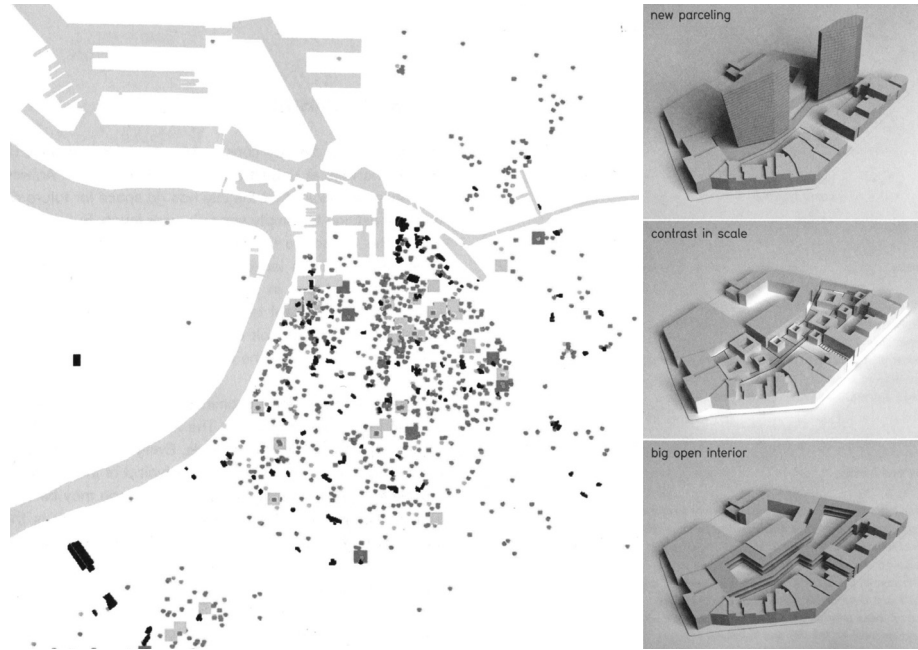 new parceling
contrast in scale
big open interior